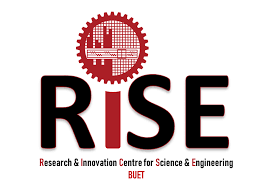 RiSE
Research & Innovation Centre for Science & Engineering
BUET